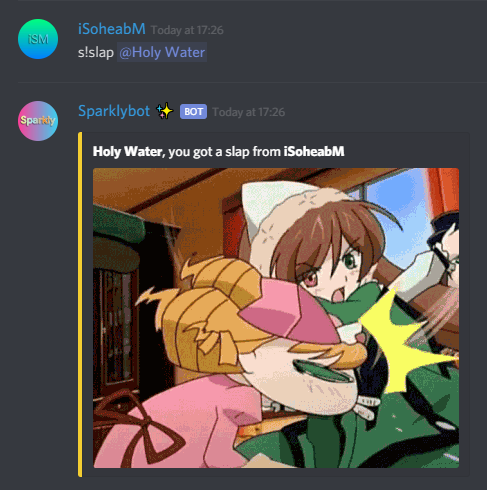 iSM
iSoheabM Today at 17:26
s!slap @Holy Water
Sparkly
Sparklybot ✨ BOT Today at 17:26
Holy Water, you got a slap from iSoheabM